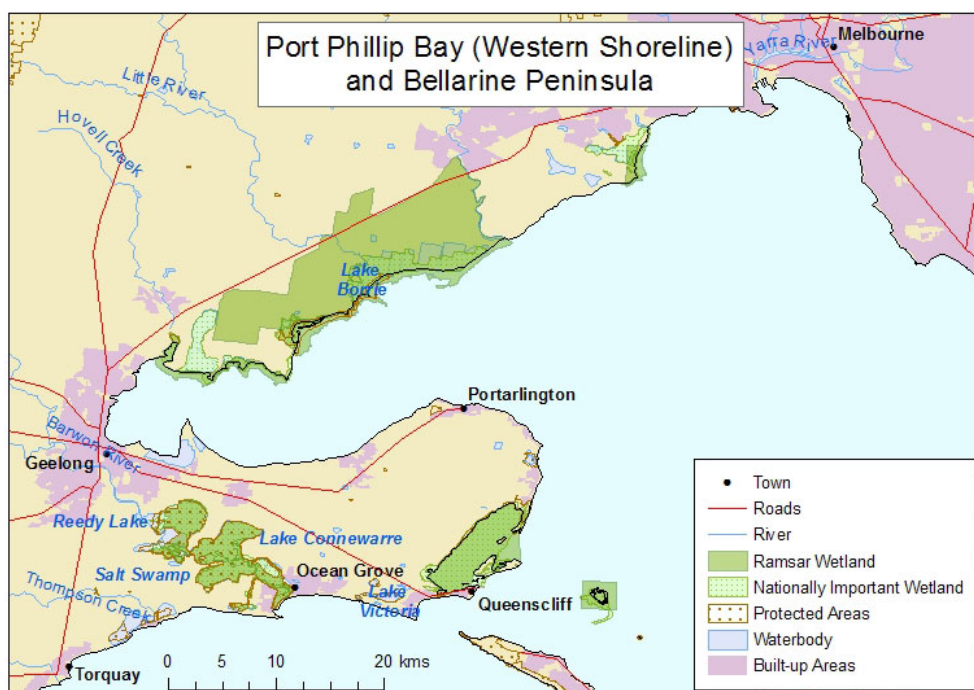 Port Phillip Bay (Western Shoreline)
and Bellarine Peninsula
Melbourne
Yarra River
Little River
Hovell Creek
Lake
Borrie
Portarlington
Barwon River
Geelong
Reedy Lake
Lake Connewarre
Salt Swamp
Ocean Grove
Lake
Victoria
Queenscliff
Thompson Creek
Torquay
0 5 10 20 kms
Town
Roads
River
Ramsar Wetland
Nationally Important Wetland
Protected Areas
Waterbody
Built-up Areas